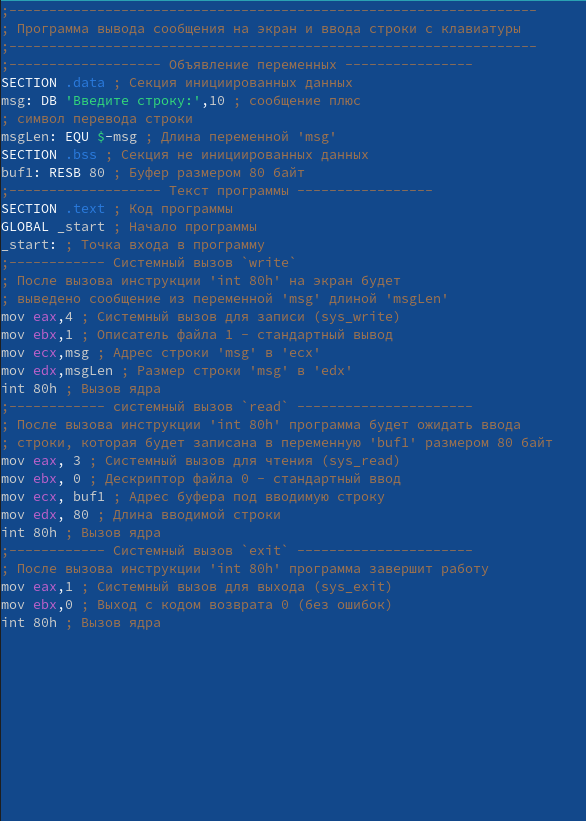 ;------------------------------------------------------------------
; Программа вывода сообщения на экран и ввода строки с клавиатуры
;------------------------------------------------------------------
;------------------- Объявление переменных ----------------
SECTION .data ; Секция инициированных данных
msg: DB 'Введите строку:',10 ; сообщение плюс
; символ перевода строки
msgLen: EQU $-msg ; Длина переменной 'msg'
SECTION .bss ; Секция не инициированных данных
buf1: RESB 80 ; Буфер размером 80 байт
;------------------- Текст программы -----------------
SECTION .text ; Код программы
GLOBAL _start ; Начало программы
_start: ; Точка входа в программу
;------------ Системный вызов `write`
; После вызова инструкции 'int 80h' на экран будет
; выведено сообщение из переменной 'msg' длиной 'msgLen'
mov eax,4 ; Системный вызов для записи (sys_write)
mov ebx,1 ; Описатель файла 1 - стандартный вывод
mov ecx,msg ; Адрес строки 'msg' в 'ecx'
mov edx,msgLen ; Размер строки 'msg' в 'edx'
int 80h ; Вызов ядра
;------------ системный вызов `read` ----------------------
; После вызова инструкции 'int 80h' программа будет ожидать ввода
; строки, которая будет записана в переменную 'buf1' размером 80 байт
mov eax, 3 ; Системный вызов для чтения (sys_read)
mov ebx, 0 ; Дескриптор файла 0 - стандартный ввод
mov ecx, buf1 ; Адрес буфера под вводимую строку
mov edx, 80 ; Длина вводимой строки
int 80h ; Вызов ядра
;------------ Системный вызов `exit` ----------------------
; После вызова инструкции 'int 80h' программа завершит работу
mov eax,1 ; Системный вызов для выхода (sys_exit)
mov ebx,0 ; Выход с кодом возврата 0 (без ошибок)
int 80h ; Вызов ядра